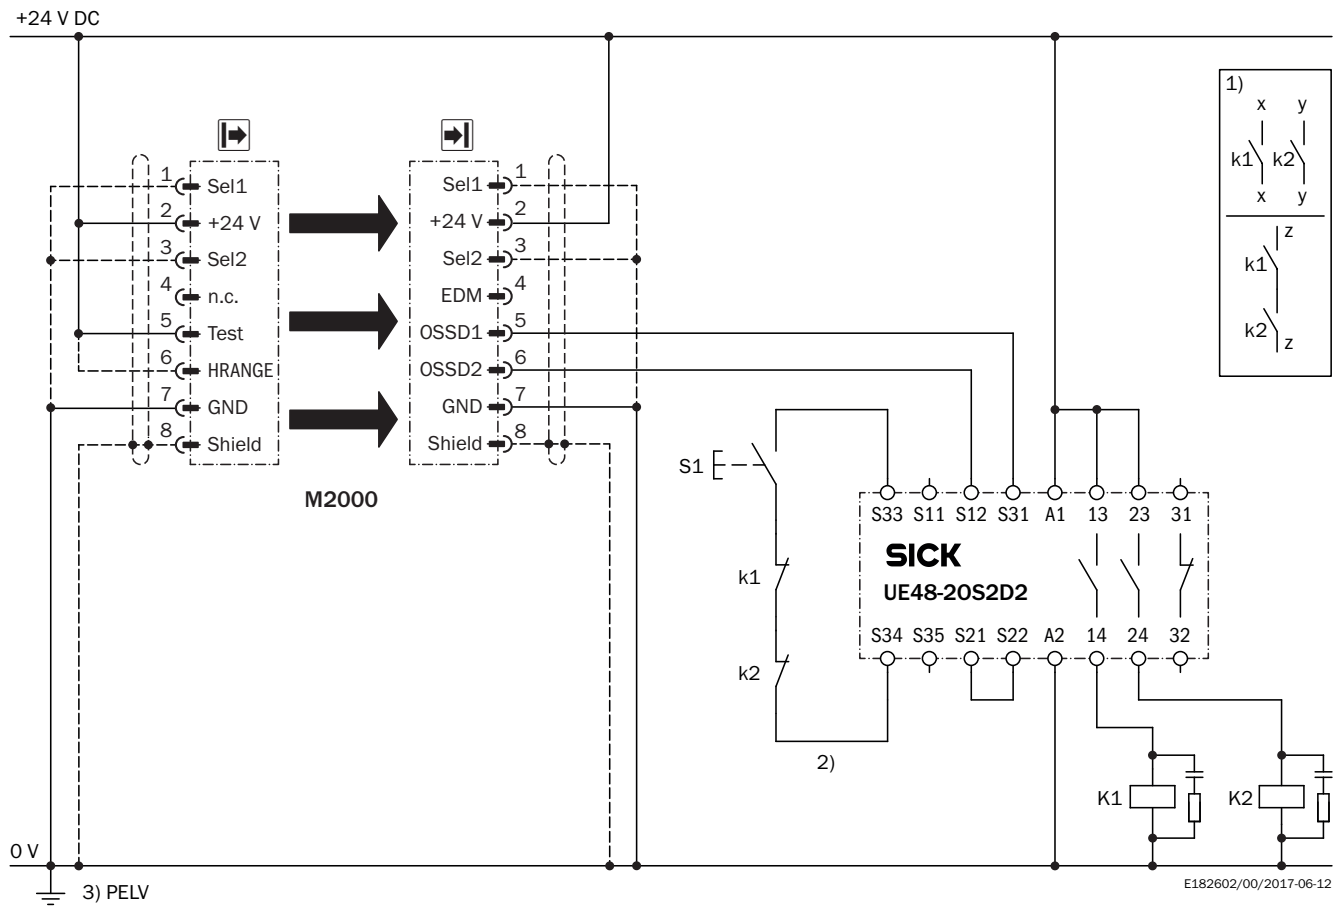 +24 V DC
1)
x y
k1 k2
x y
z
k1
k2
z
1 Sel1
2 +24 V
3 Sel2
4 n.c.
5 Test
6 HRANGE
7 GND
8 Shield
Sel1 1
+24 V 2
Sel2 3
EDM 4
OSSD1 5
OSSD2 6
GND 7
Shield 8
M2000
S1
k1
k2
2)
S33 S11 S12 S31 A1 13 23 31
SICK
UE48-20S2D2
S34 S35 S21 S22 A2 14 24 32
K1 K2
0 V
3) PELV
E182602/00/2017-06-12